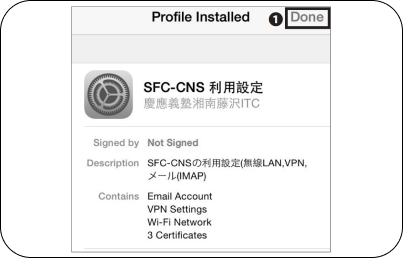 Profile Installed ❶ Done
SFC-CNS 利用設定
慶應義塾湘南藤沢ITC
Signed by Not Signed
Description SFC-CNSの利用設定(無線LAN,VPN,
メール(IMAP)
Contains Email Account
VPN Settings
Wi-Fi Network
3 Certificates